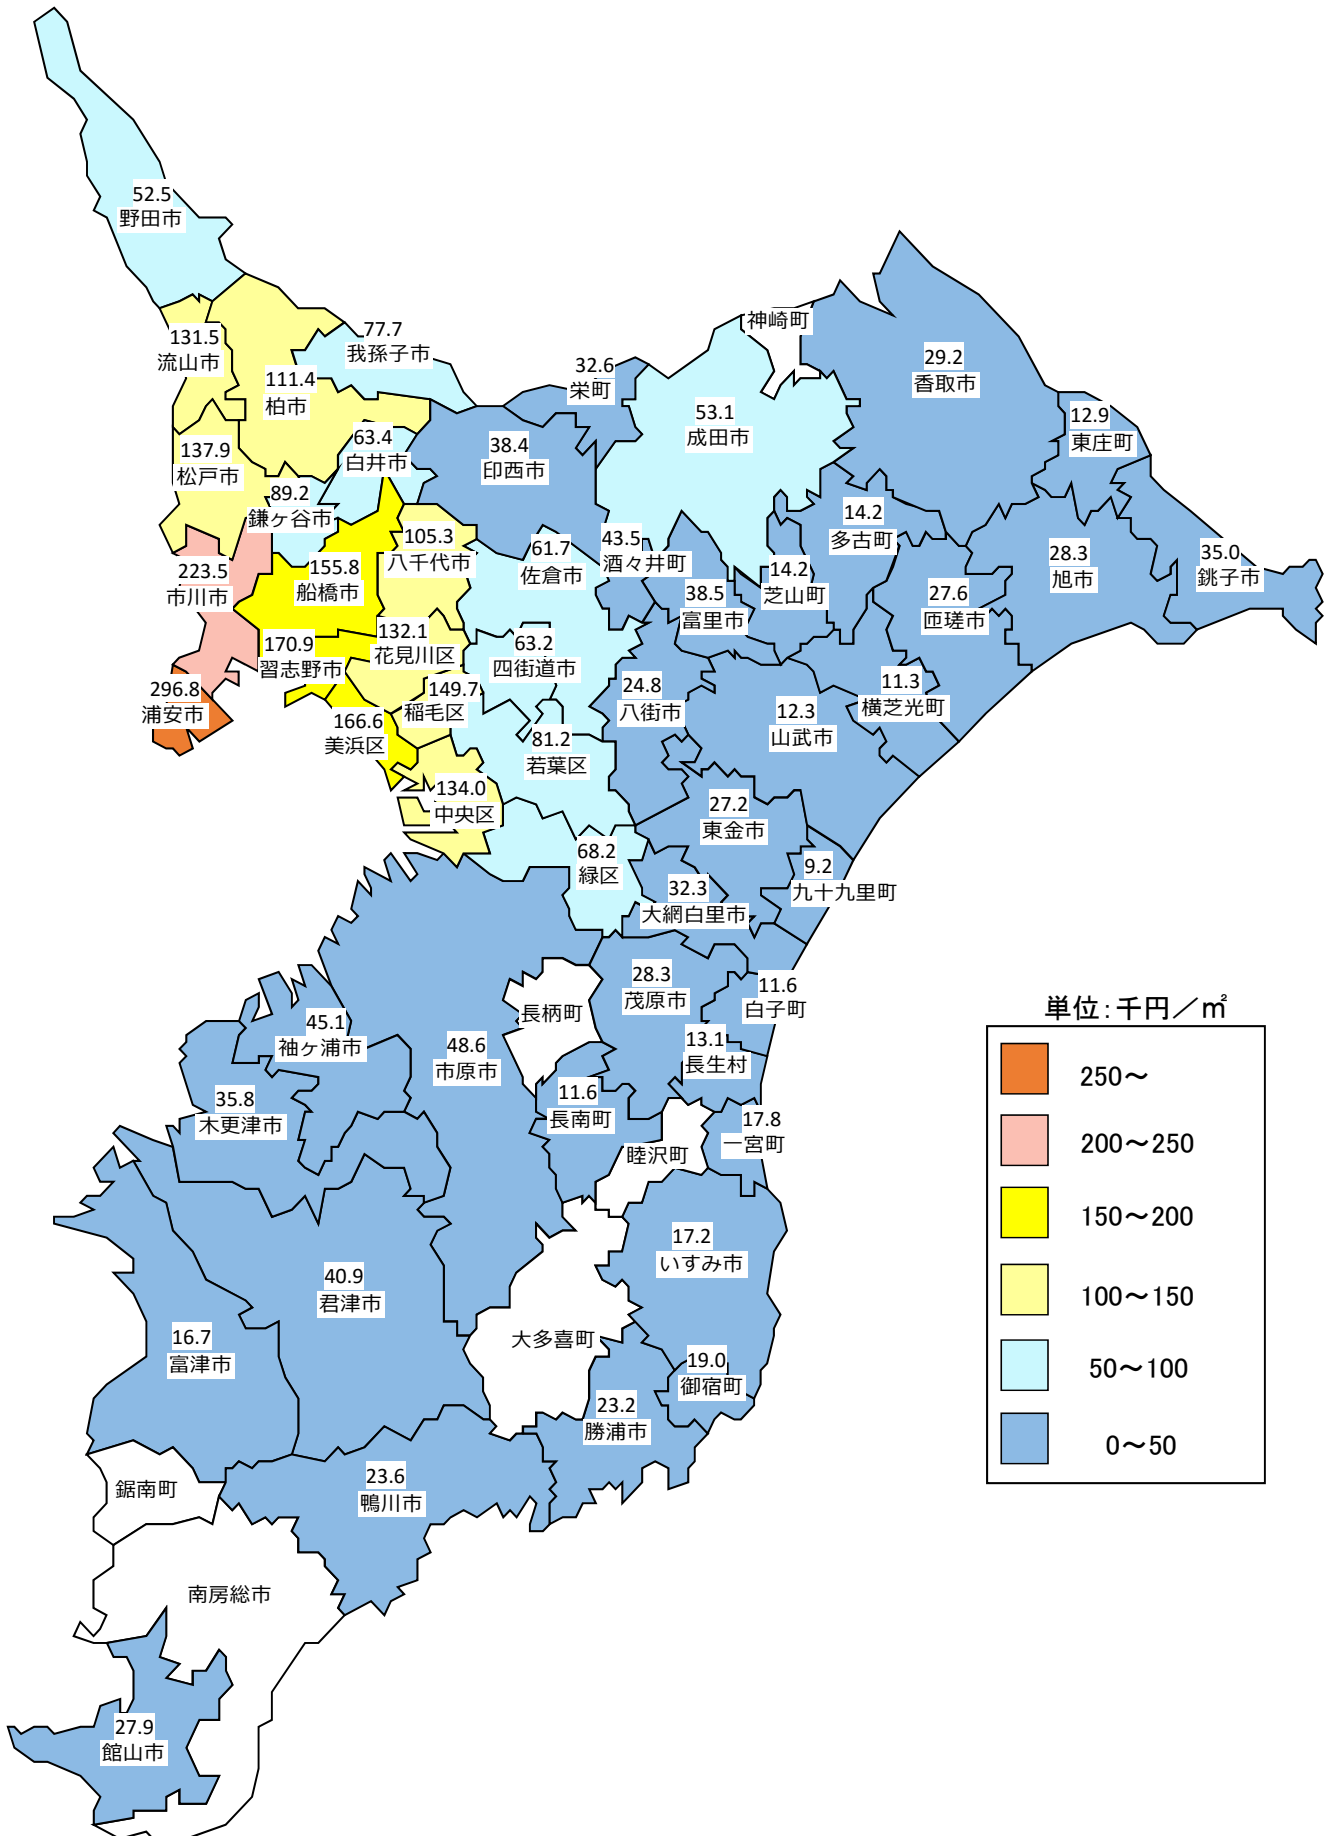 52.5
野田市
131.5
流山市
77.7
我孫子市
111.4
柏市
32.6
栄町
神崎町
29.2
香取市
53.1
成田市
12.9
東庄町
137.9
松戸市
63.4
白井市
38.4
印西市
89.2
鎌ヶ谷市
14.2
多古町
105.3
八千代市
61.7
佐倉市
43.5
酒々井町
28.3
旭市
35.0
銚子市
223.5
市川市
155.8
船橋市
14.2
芝山町
38.5
富里市
27.6
匝瑳市
170.9
習志野市
132.1
花見川区
63.2
四街道市
296.8
浦安市
149.7
稲毛区
24.8
八街市
11.3
横芝光町
166.6
美浜区
81.2
若葉区
12.3
山武市
134.0
中央区
27.2
東金市
68.2
緑区
9.2
九十九里町
32.3
大網白里市
28.3
茂原市
11.6
白子町
長柄町
45.1
袖ヶ浦市
48.6
市原市
13.1
長生村
35.8
木更津市
11.6
長南町
17.8
一宮町
睦沢町
17.2
いすみ市
40.9
君津市
16.7
富津市
大多喜町
19.0
御宿町
23.2
勝浦市
23.6
鴨川市
鋸南町
南房総市
27.9
館山市
単位:千円/㎡
250～
200～250
150～200
100～150
50～100
0～50